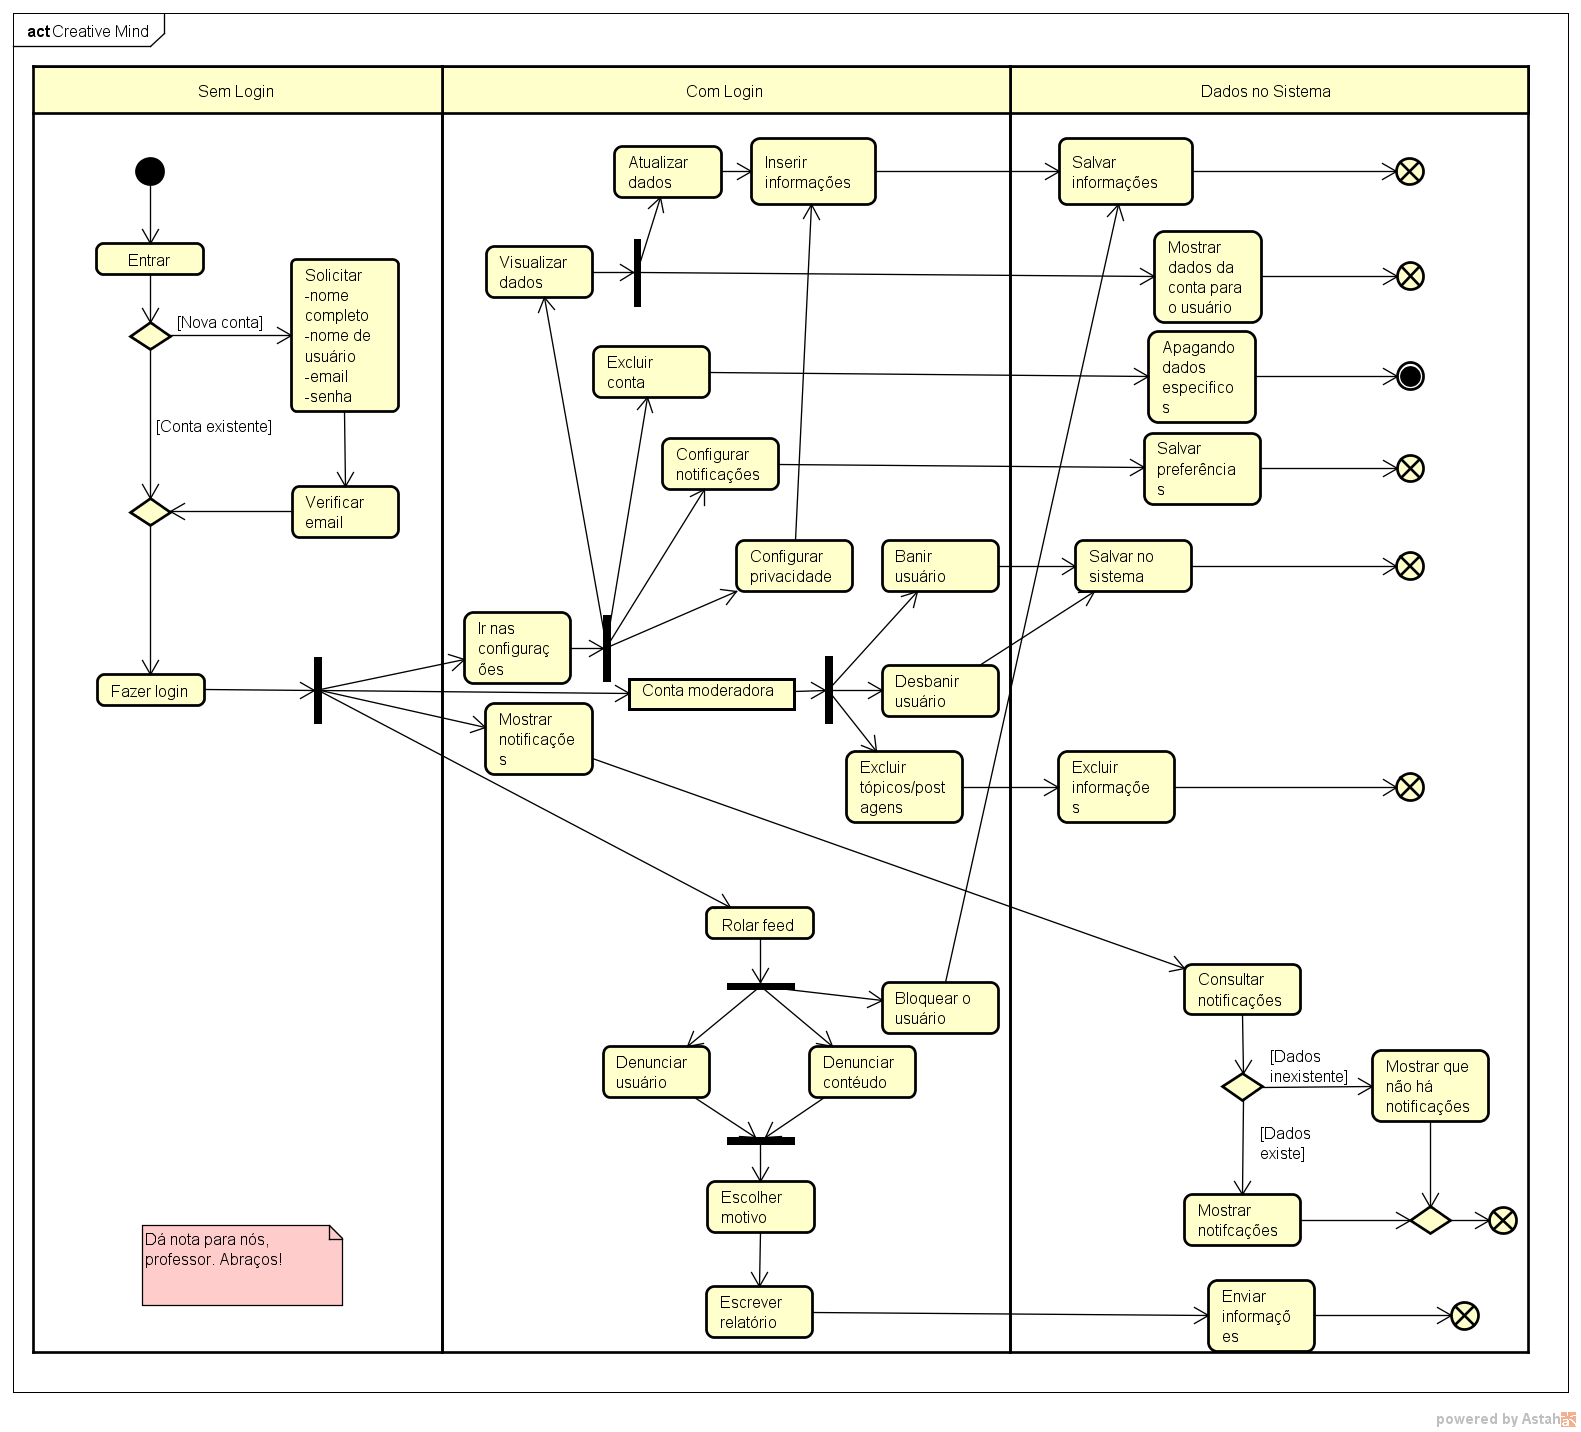 act Creative Mind
Sem Login
Com Login
Dados no Sistema
Entrar
[Nova conta]
Solicitar
-nome
completo
-nome de
usuário
-email
-senha
[Conta existente]
Verificar
email
Fazer login
Dá nota para nós,
professor. Abraços!
Atualizar
dados
Inserir
informações
Visualizar
dados
Excluir
conta
Configurar
notificações
Configurar
privacidade
Banir
usuário
Ir nas
configuraç
ões
Conta moderadora
Desbanir
usuário
Mostrar
notificaçõe
s
Excluir
tópicos/post
agens
Rolar feed
Bloquear o
usuário
Denunciar
usuário
Denunciar
contéudo
Escolher
motivo
Escrever
relatório
Salvar
informações
Mostrar
dados da
conta para
o usuário
Apagando
dados
especifico
s
Salvar
preferência
s
Salvar no
sistema
Excluir
informaçõe
s
Consultar
notificações
[Dados
inexistente]
Mostrar que
não há
notificações
[Dados
existe]
Mostrar
notifcações
Enviar
informaçõ
es
powered by Astah